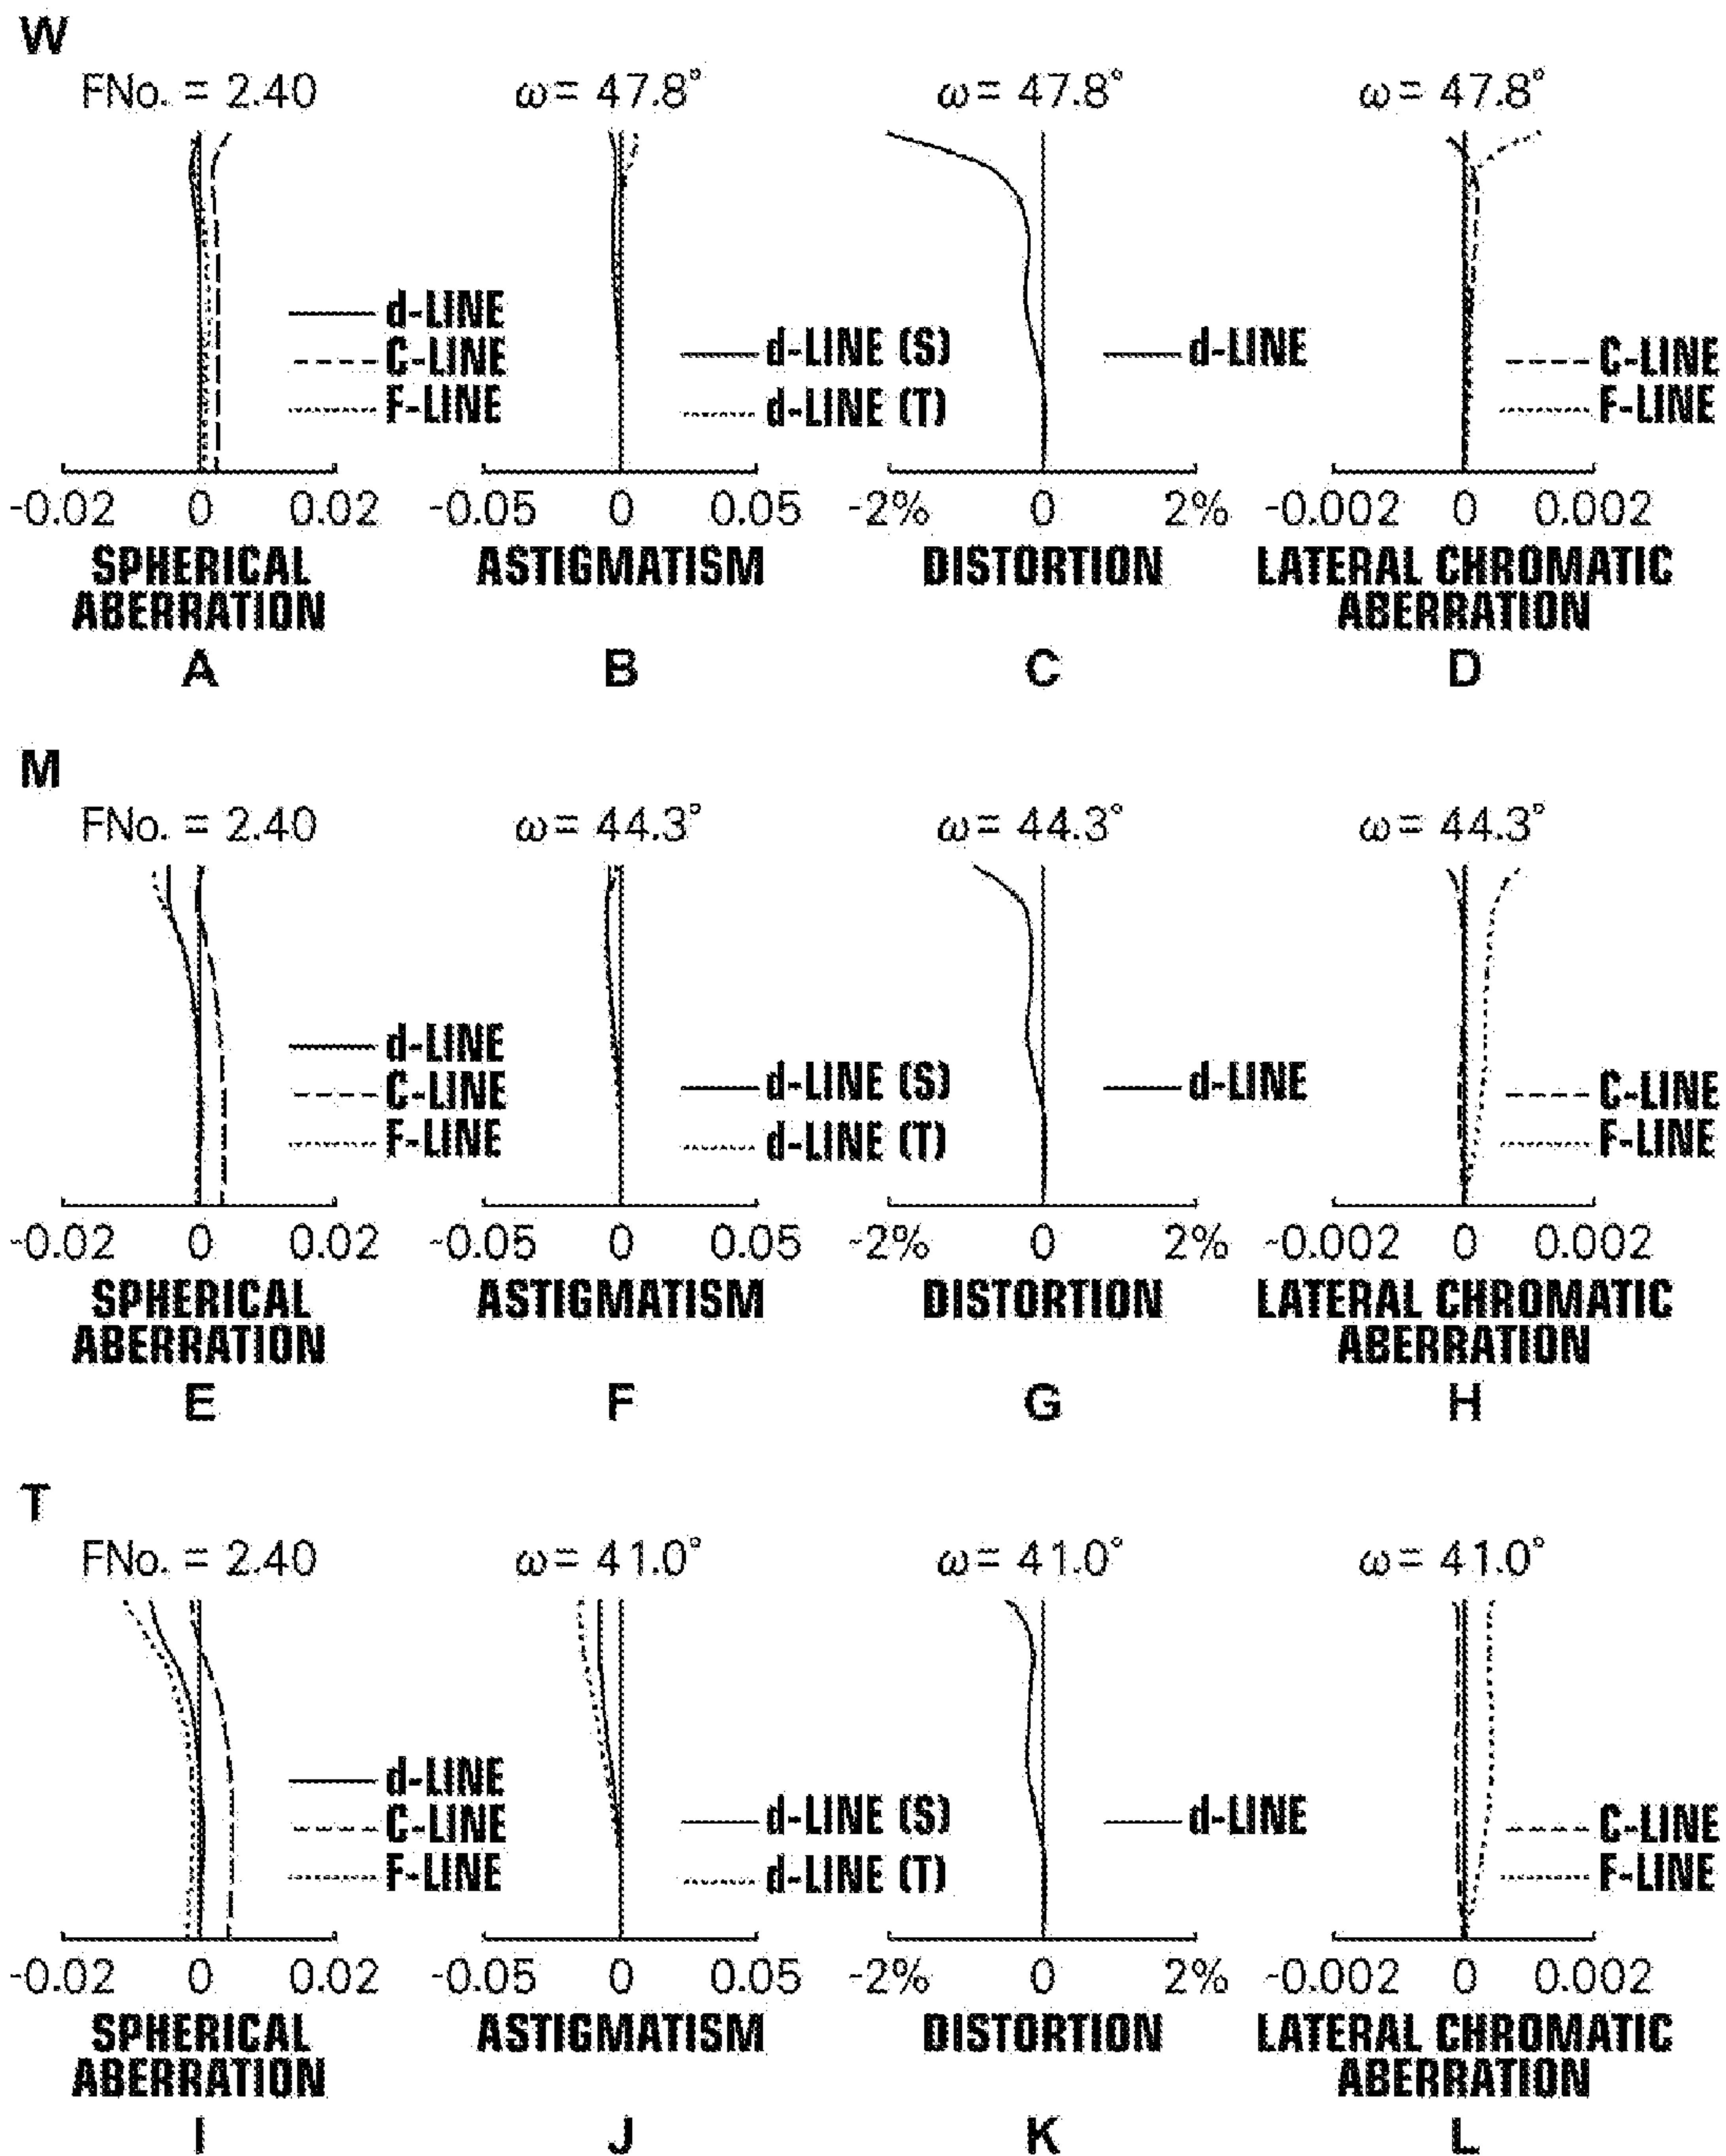 W
FNo. = 2.40
ω = 47.8°
ω = 47.8°
ω = 47.8°
d-LINE
C-LINE
F-LINE
d-LINE (S)
d-LINE (T)
d-LINE
C-LINE
F-LINE
-0.02 0 0.02
-0.05 0 0.05
-2% 0 2%
-0.002 0 0.002
SPHERICAL
ABERRATION
ASTIGMATISM
DISTORTION
LATERAL CHROMATIC
ABERRATION
A
B
C
D
M
FNo. = 2.40
ω = 44.3°
ω = 44.3°
ω = 44.3°
d-LINE
C-LINE
F-LINE
d-LINE (S)
d-LINE (T)
d-LINE
C-LINE
F-LINE
-0.02 0 0.02
-0.05 0 0.05
-2% 0 2%
-0.002 0 0.002
SPHERICAL
ABERRATION
ASTIGMATISM
DISTORTION
LATERAL CHROMATIC
ABERRATION
E
F
G
H
T
FNo. = 2.40
ω = 41.0°
ω = 41.0°
ω = 41.0°
d-LINE
C-LINE
F-LINE
d-LINE (S)
d-LINE (T)
d-LINE
C-LINE
F-LINE
-0.02 0 0.02
-0.05 0 0.05
-2% 0 2%
-0.002 0 0.002
SPHERICAL
ABERRATION
ASTIGMATISM
DISTORTION
LATERAL CHROMATIC
ABERRATION
I
J
K
L